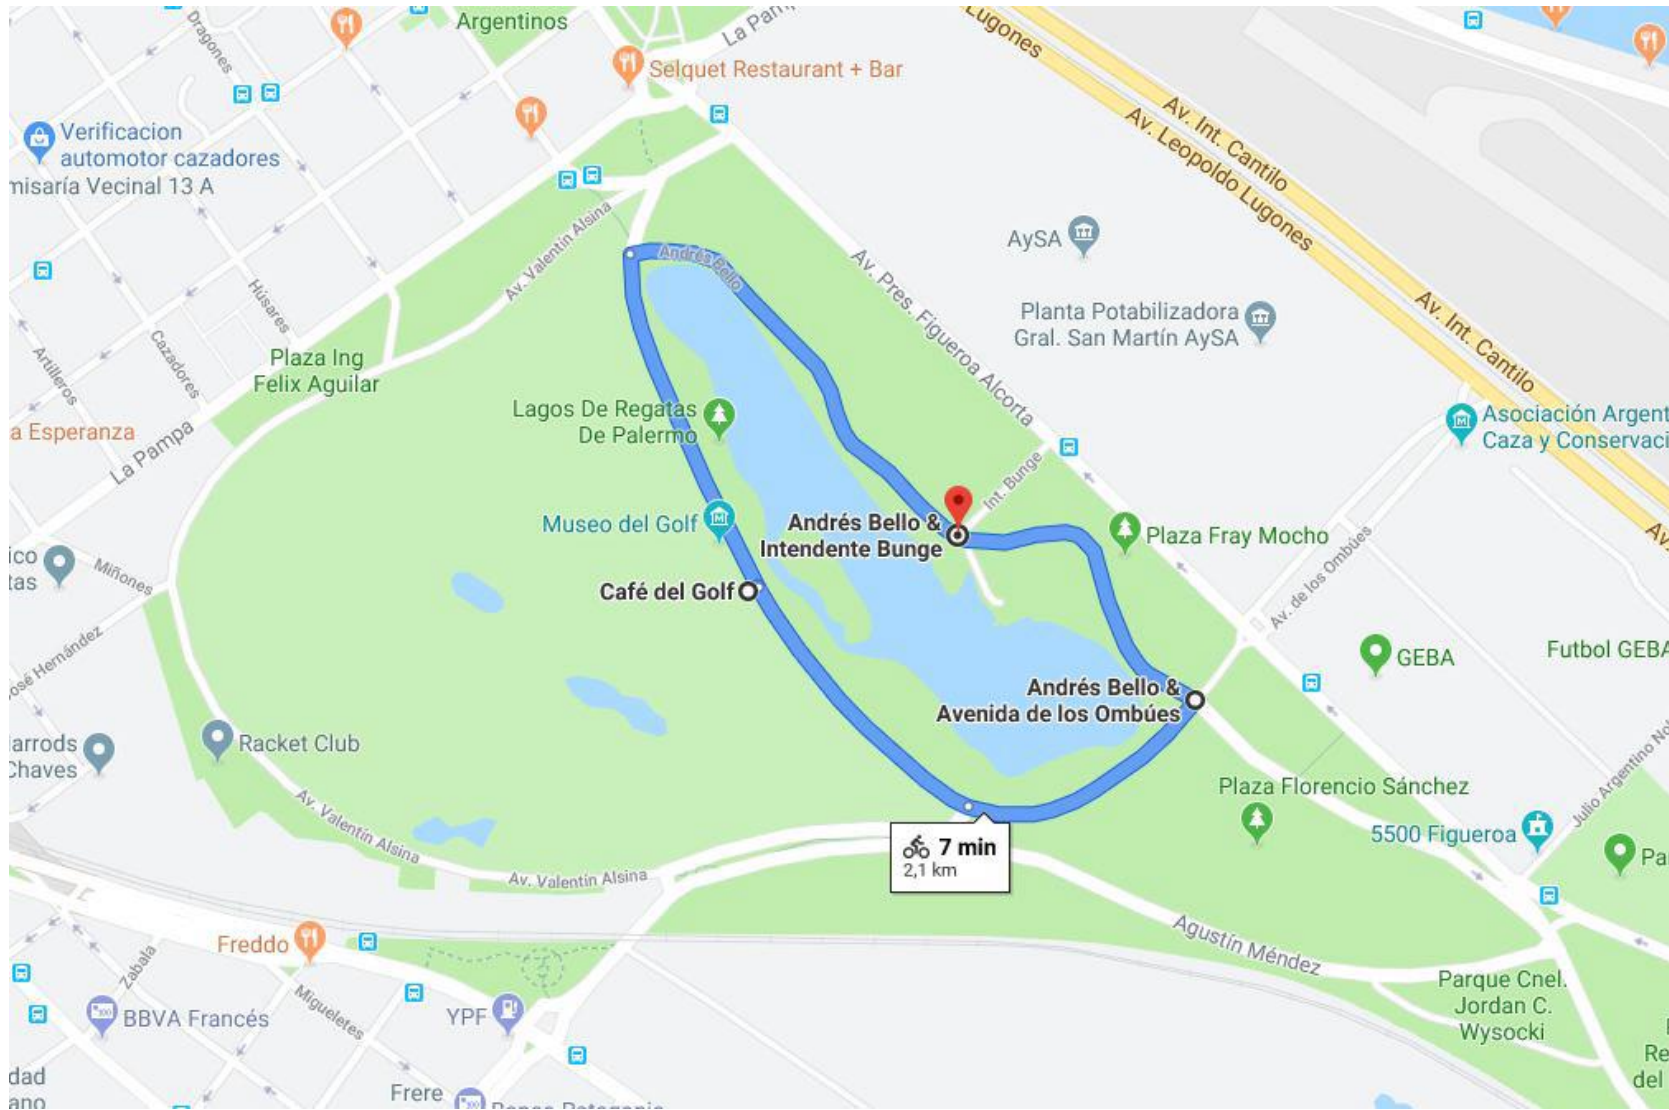 Argentinos
La Pampa
Lugones
Dragones
Selquet Restaurant + Bar
Av. Int. Cantilo
Av. Leopoldo Lugones
Verificacion
automotor cazadores
misaría Vecinal 13 A
Av. Valentín Alsina
Andrés Bello
AySA
Av. Pres. Figueroa Alcorta
Planta Potabilizadora
Gral. San Martín AySA
Av. Int. Cantilo
Húsares
Cazadores
Artilleros
Plaza Ing
Felix Aguilar
Lagos De Regatas
De Palermo
a Esperanza
La Pampa
Asociación Argent
Caza y Conservaci
Int. Bunge
Museo del Golf
Andrés Bello &
Intendente Bunge
Plaza Fray Mocho
Av.
ico
tas
Miñones
Café del Golf
Av. de los Ombúes
José Hernández
GEBA
Futbol GEBA
Andrés Bello &
Avenida de los Ombúes
arrods
Chaves
Racket Club
Julio Argentino No
Plaza Florencio Sánchez
Av. Valentín Alsina
5500 Figueroa
7 min
2,1 km
Pa
Av. Valentín Alsina
Agustín Méndez
Freddo
Zabala
Migueletes
Parque Cnel.
Jordan C.
Wysocki
BBVA Francés
YPF
Re
del
dad
ano
Frere